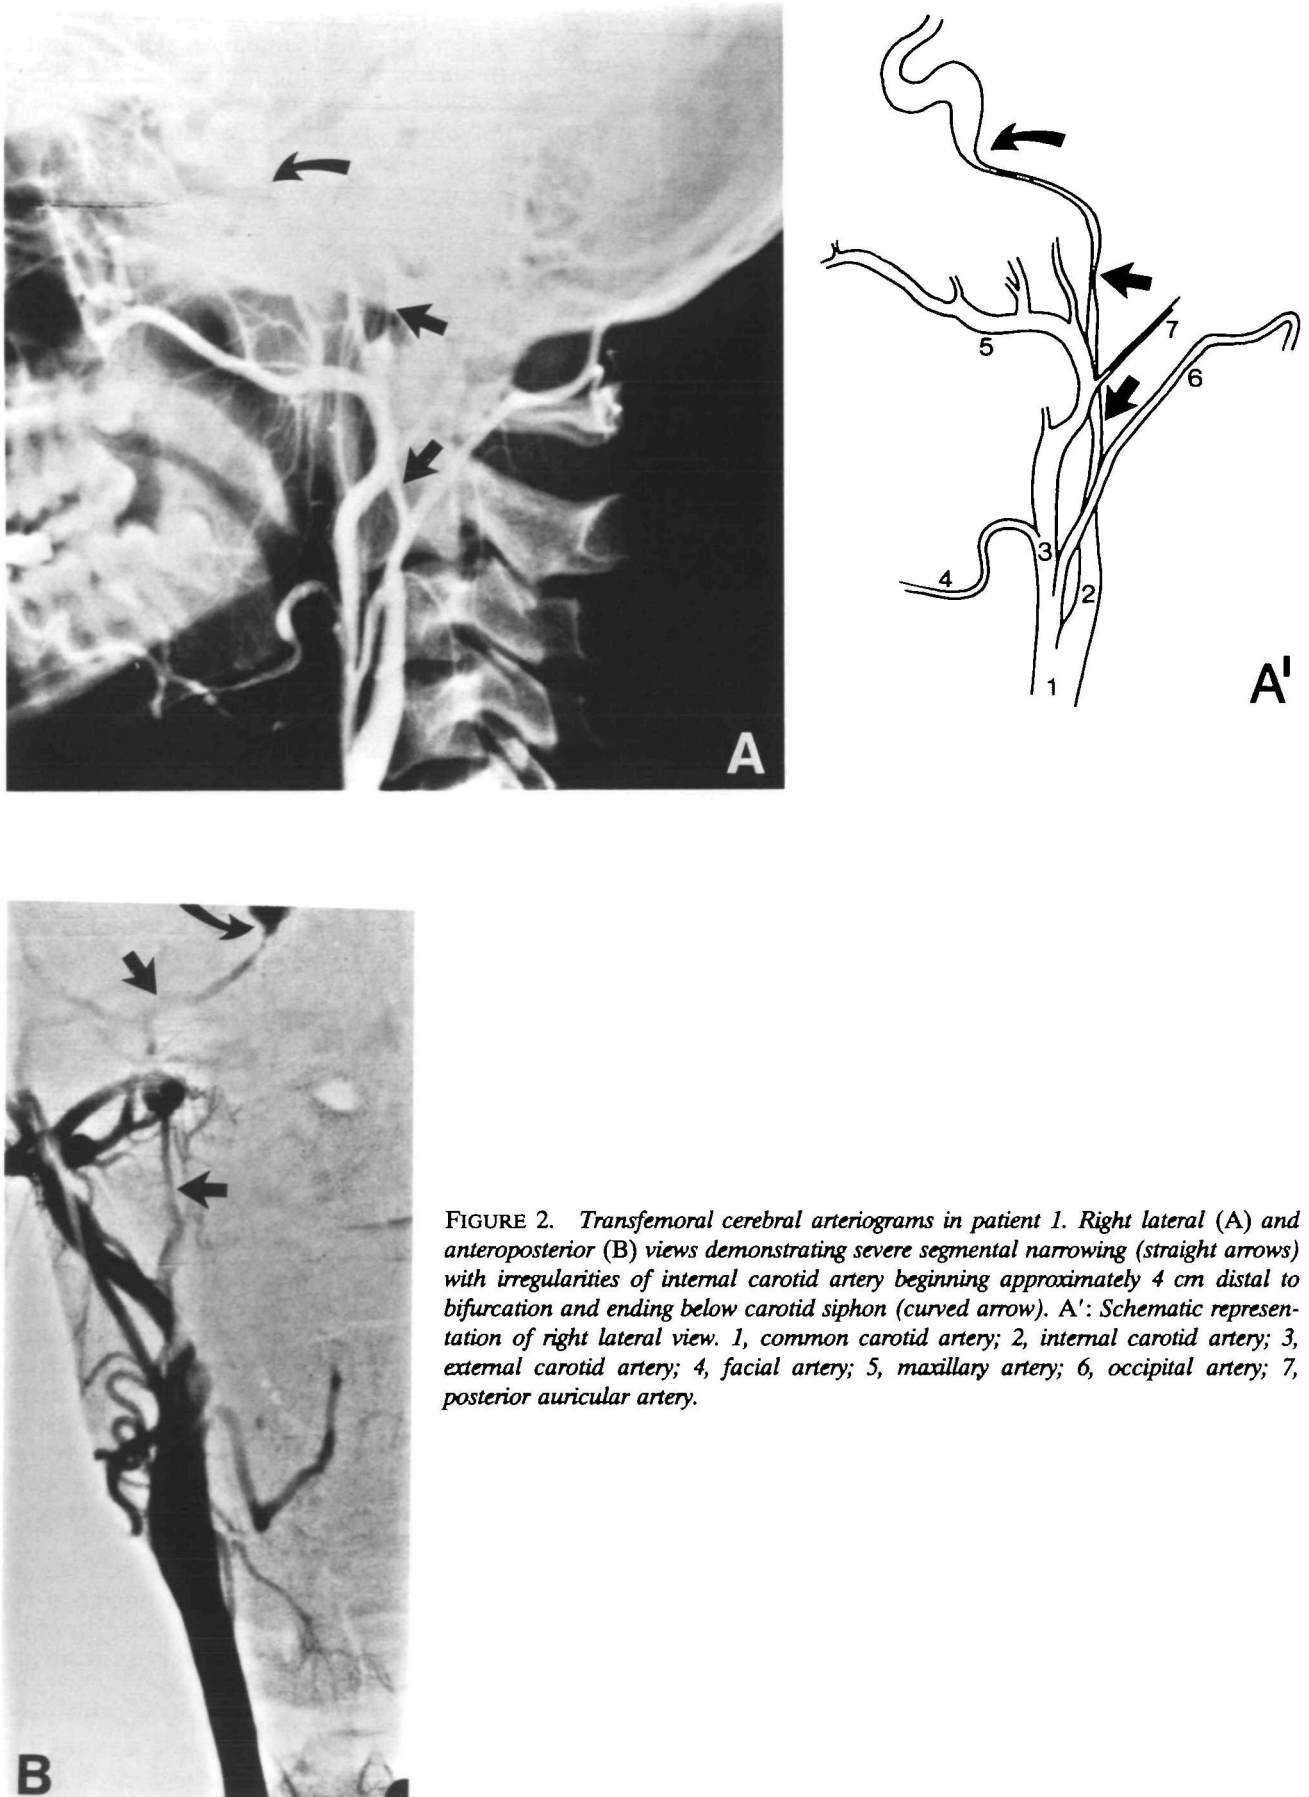 A
7
5
6
3
4
2
1
A'
B
FIGURE 2. Transfemoral cerebral arteriograms in patient 1. Right lateral (A) and
anteroposterior (B) views demonstrating severe segmental narrowing (straight arrows)
with irregularities of internal carotid artery beginning approximately 4 cm distal to
bifurcation and ending below carotid siphon (curved arrow). A': Schematic represen-
tation of right lateral view. 1, common carotid artery; 2, internal carotid artery; 3,
external carotid artery; 4, facial artery; 5, maxillary artery; 6, occipital artery; 7,
posterior auricular artery.